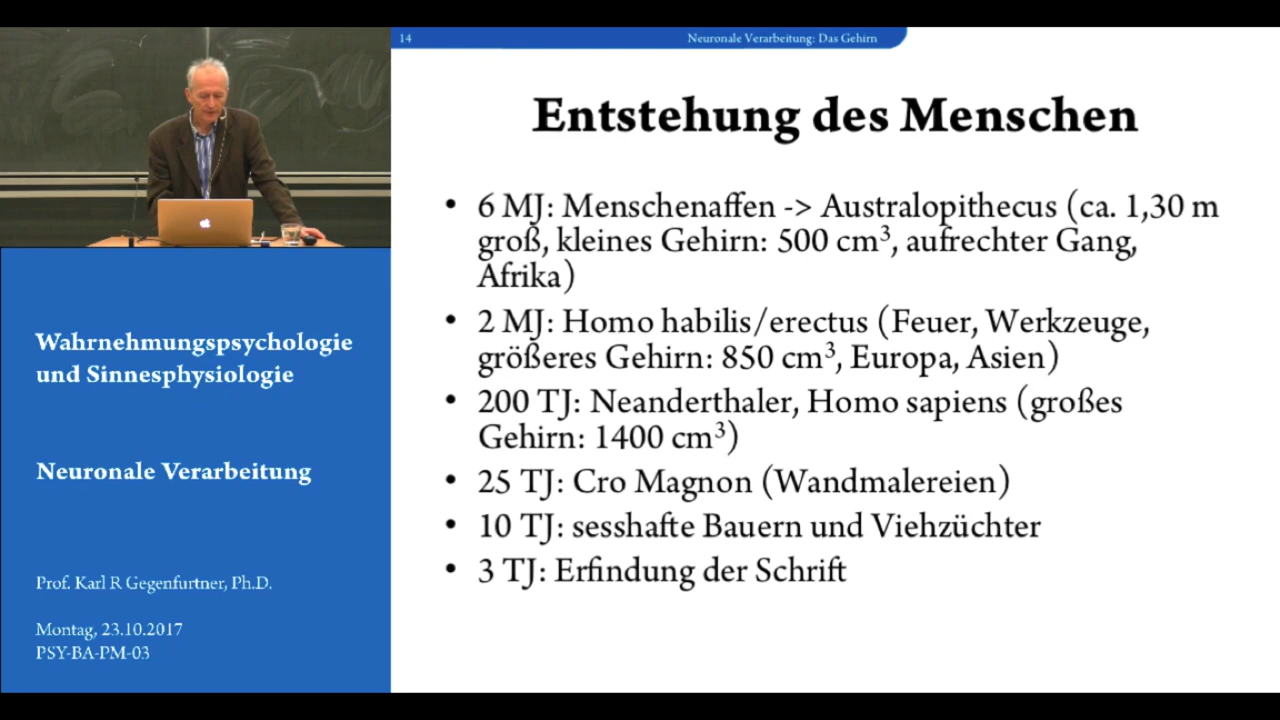 14
Neuronale Verarbeitung: Das Gehirn
Entstehung des Menschen
• 6 MJ: Menschenaffen -> Australopithecus (ca. 1,30 m
groß, kleines Gehirn: 500 cm³, aufrechter Gang,
Afrika)
• 2 MJ: Homo habilis/erectus (Feuer, Werkzeuge,
größeres Gehirn: 850 cm³, Europa, Asien)
• 200 TJ: Neanderthaler, Homo sapiens (großes
Gehirn: 1400 cm³)
• 25 TJ: Cro Magnon (Wandmalereien)
• 10 TJ: sesshafte Bauern und Viehzüchter
• 3 TJ: Erfindung der Schrift
Wahrnehmungspsychologie
und Sinnesphysiologie
Neuronale Verarbeitung
Prof. Karl R Gegenfurtner, Ph.D.
Montag, 23.10.2017
PSY-BA-PM-03